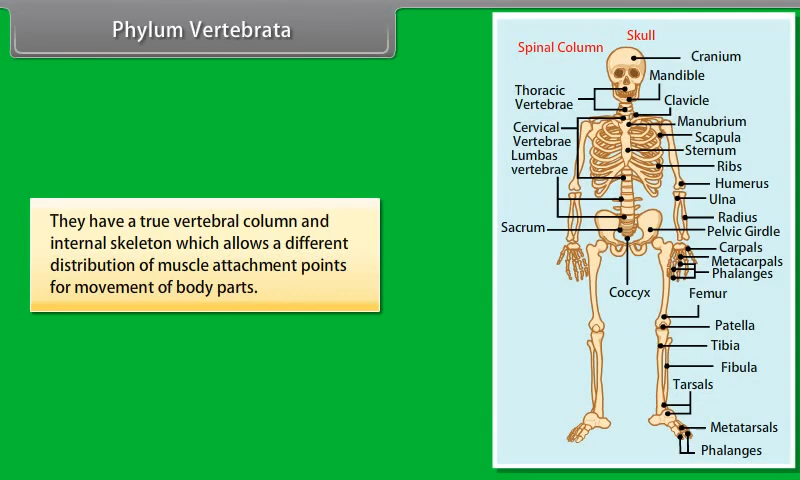 Phylum Vertebrata
They have a true vertebral column and
internal skeleton which allows a different
distribution of muscle attachment points
for movement of body parts.
Skull
Spinal Column
Cranium
Mandible
Thoracic
Vertebrae
Clavicle
Manubrium
Cervical
Vertebrae
Scapula
Sternum
Lumbas
vertebrae
Ribs
Humerus
Ulna
Radius
Sacrum
Pelvic Girdle
Carpals
Metacarpals
Phalanges
Coccyx
Femur
Patella
Tibia
Fibula
Tarsals
Metatarsals
Phalanges